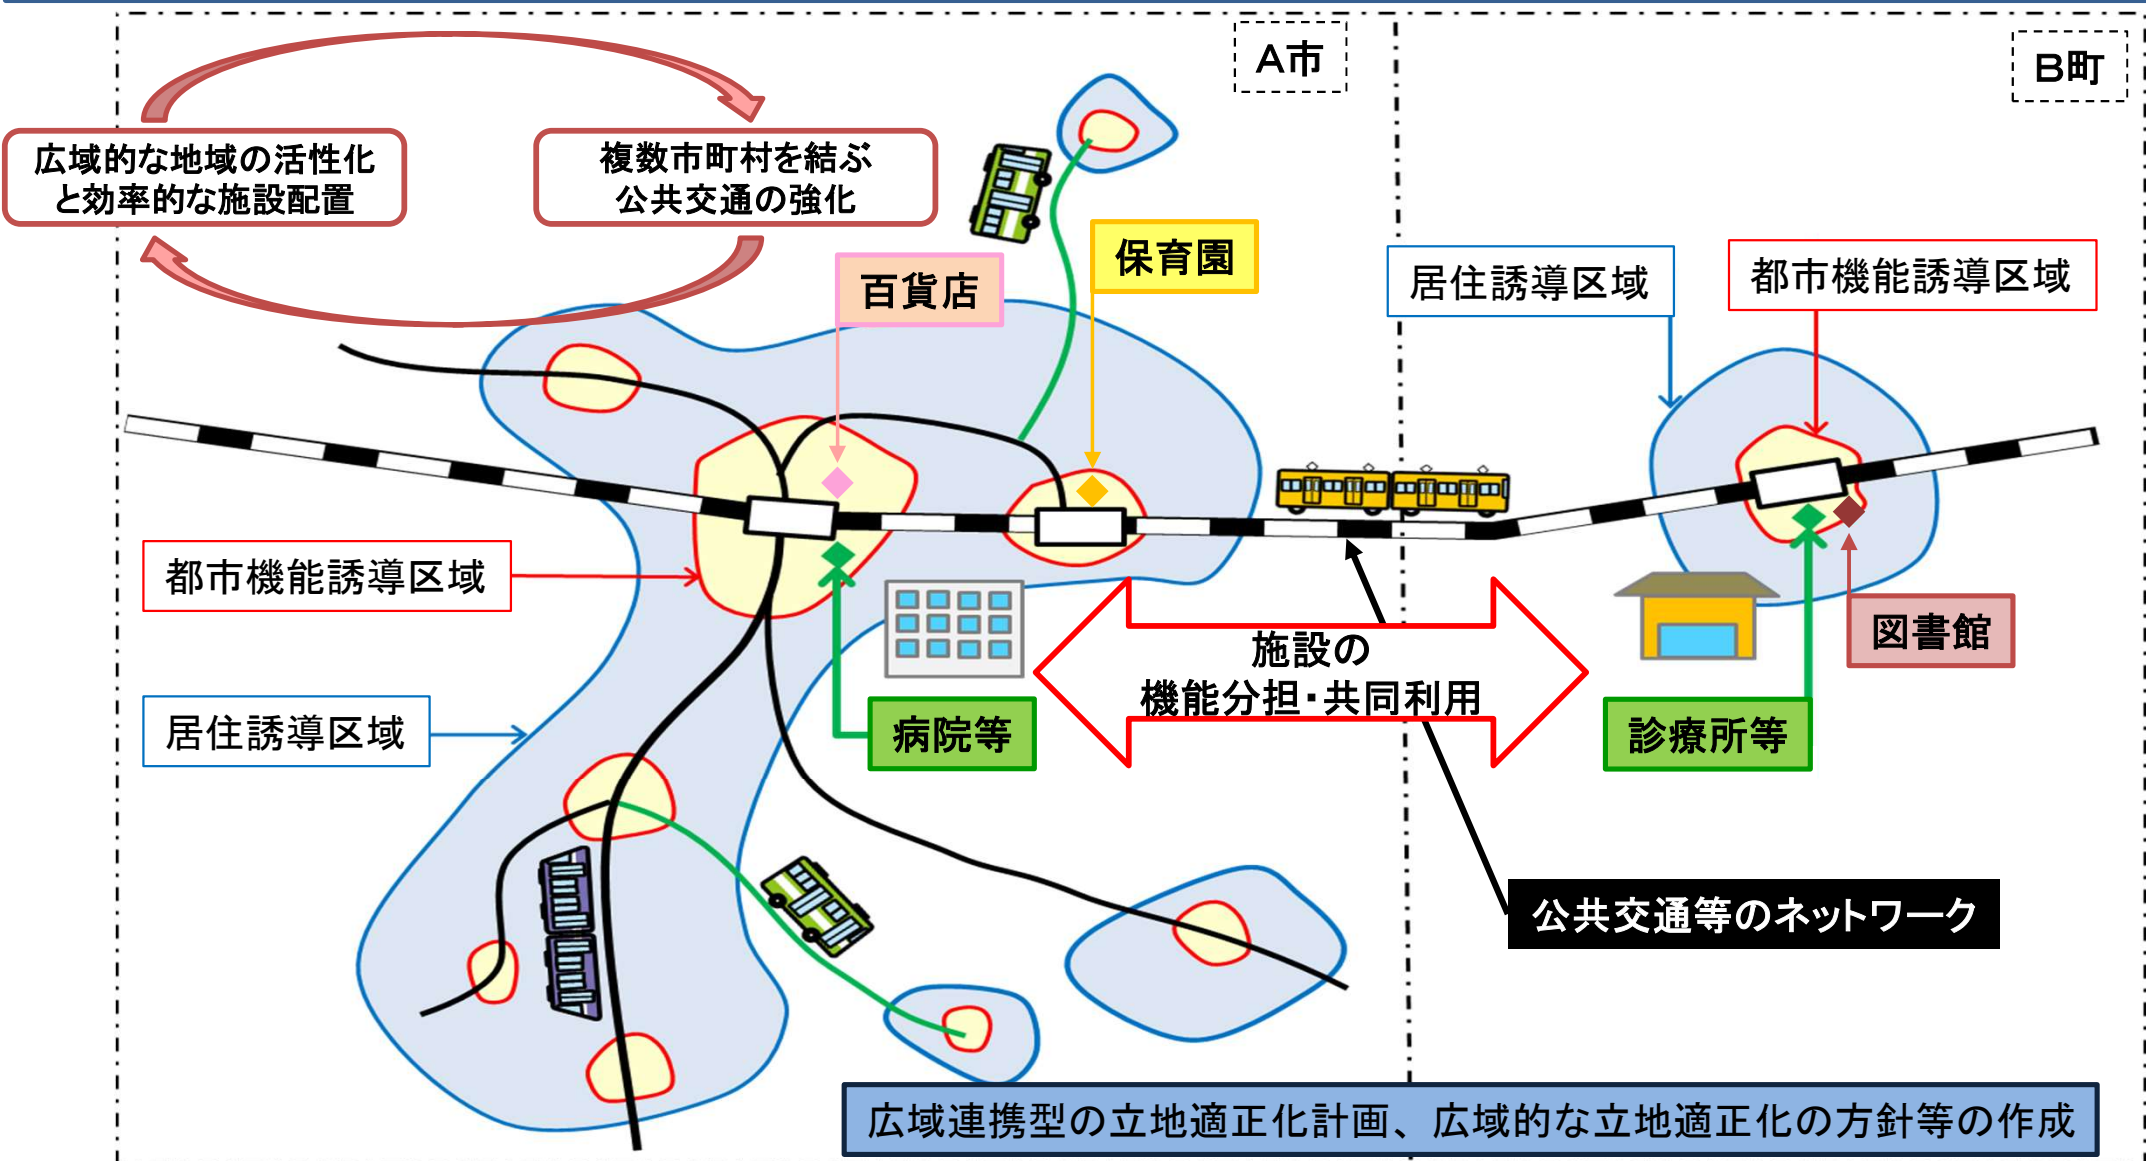 A市
B町
広域的な地域の活性化
と効率的な施設配置
複数市町村を結ぶ
公共交通の強化
百貨店
保育園
居住誘導区域
都市機能誘導区域
都市機能誘導区域
居住誘導区域
病院等
施設の
機能分担・共同利用
図書館
診療所等
公共交通等のネットワーク
広域連携型の立地適正化計画、広域的な立地適正化の方針等の作成